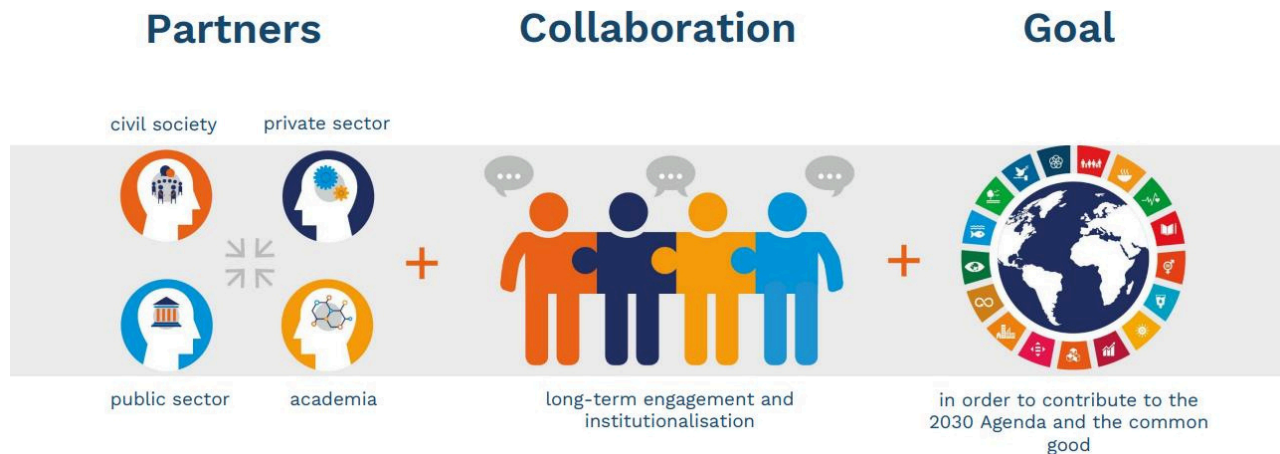 Partners
Collaboration
Goal
civil society
private sector
public sector
academia
long-term engagement and
institutionalisation
in order to contribute to the
2030 Agenda and the common
good